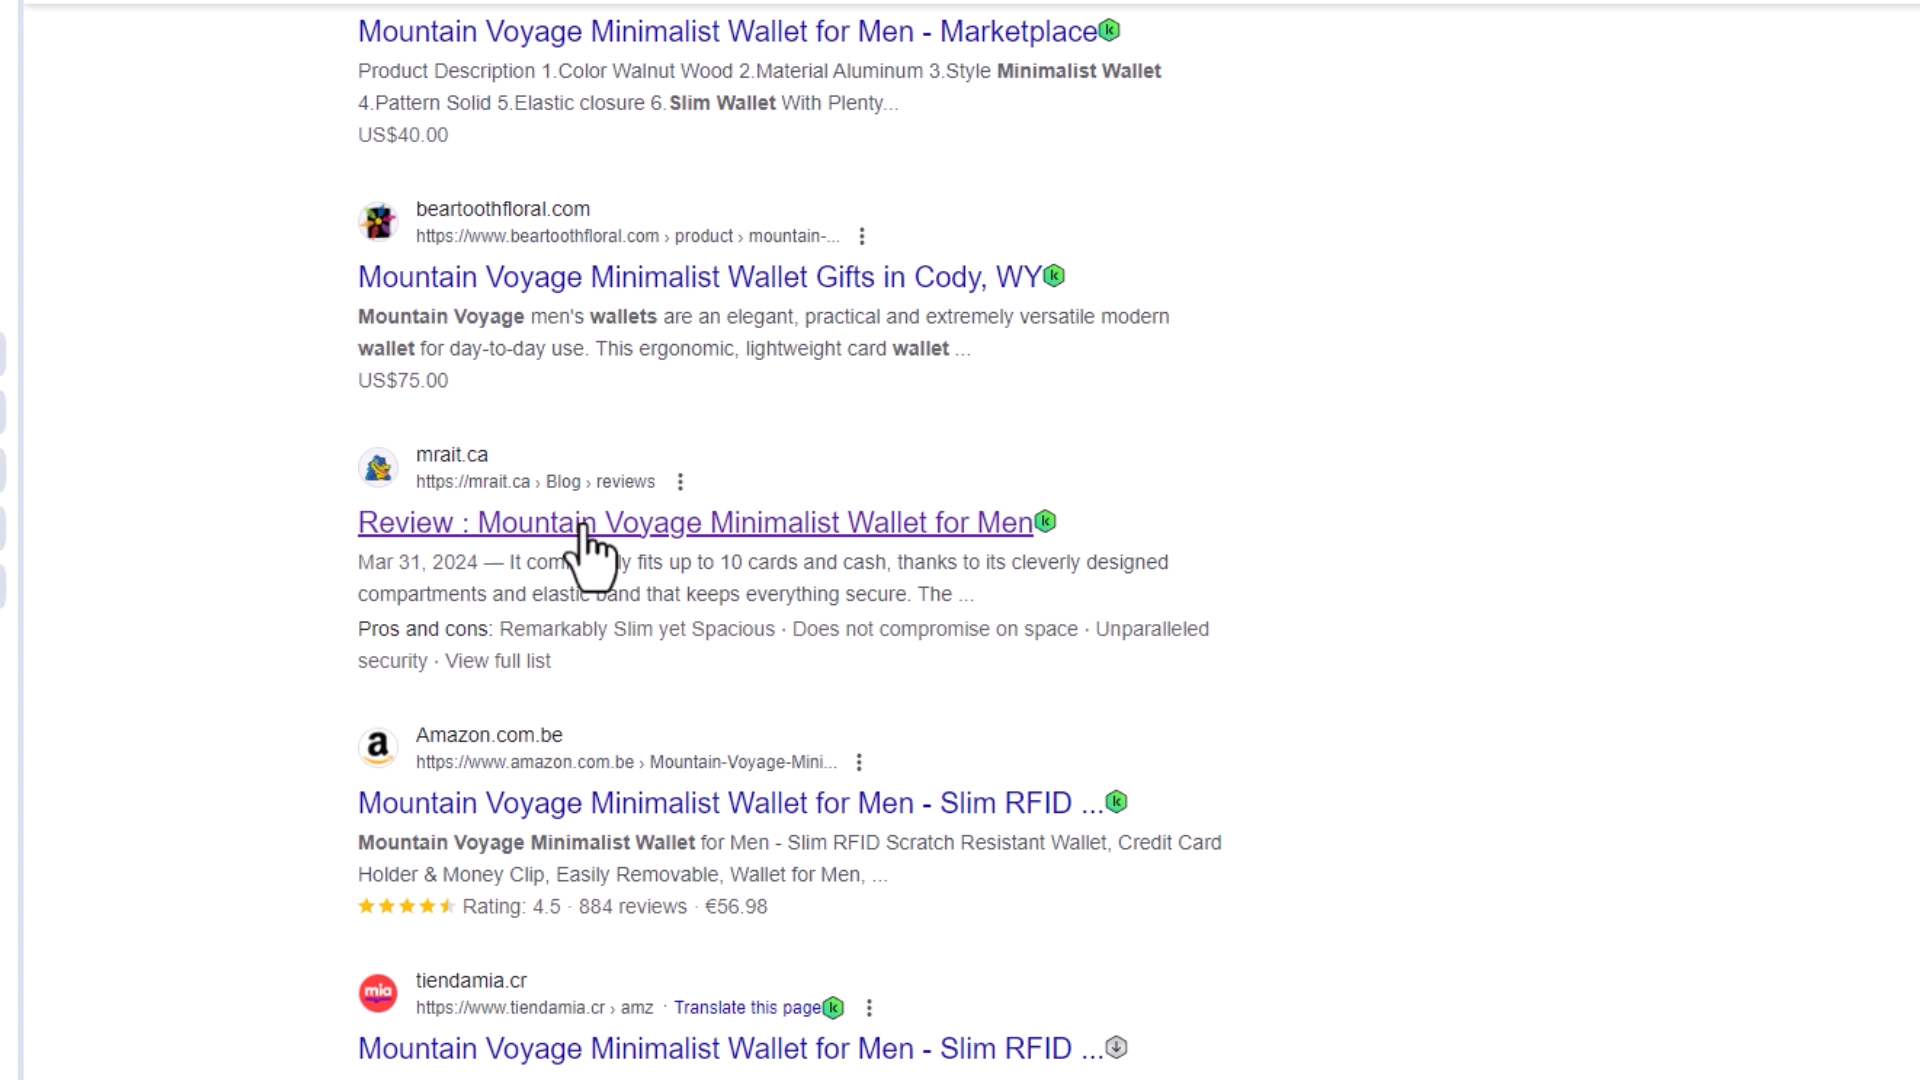 Mountain Voyage Minimalist Wallet for Men - Marketplace
Product Description 1.Color Walnut Wood 2.Material Aluminum 3.Style Minimalist Wallet
4.Pattern Solid 5.Elastic closure 6.Slim Wallet With Plenty...
US$40.00
beartoothfloral.com
https://www.beartoothfloral.com › product › mountain-...
Mountain Voyage Minimalist Wallet Gifts in Cody, WY
Mountain Voyage men's wallets are an elegant, practical and extremely versatile modern
wallet for day-to-day use. This ergonomic, lightweight card wallet ...
US$75.00
mrait.ca
https://mrait.ca › Blog › reviews
Review : Mountain Voyage Minimalist Wallet for Men
Mar 31, 2024 — It fits up to 10 cards and cash, thanks to its cleverly designed
compartments and elastic band that keeps everything secure. The ...
Pros and cons: Remarkably Slim yet Spacious · Does not compromise on space · Unparalleled
security · View full list
Amazon.com.be
https://www.amazon.com.be › Mountain-Voyage-Mini...
Mountain Voyage Minimalist Wallet for Men - Slim RFID ...
Mountain Voyage Minimalist Wallet for Men - Slim RFID Scratch Resistant Wallet, Credit Card
Holder & Money Clip, Easily Removable, Wallet for Men, ...
Rating: 4.5 · 884 reviews · €56.98
mia
tiendamia.cr
https://www.tiendamia.cr › amz · Translate this page
Mountain Voyage Minimalist Wallet for Men - Slim RFID ...